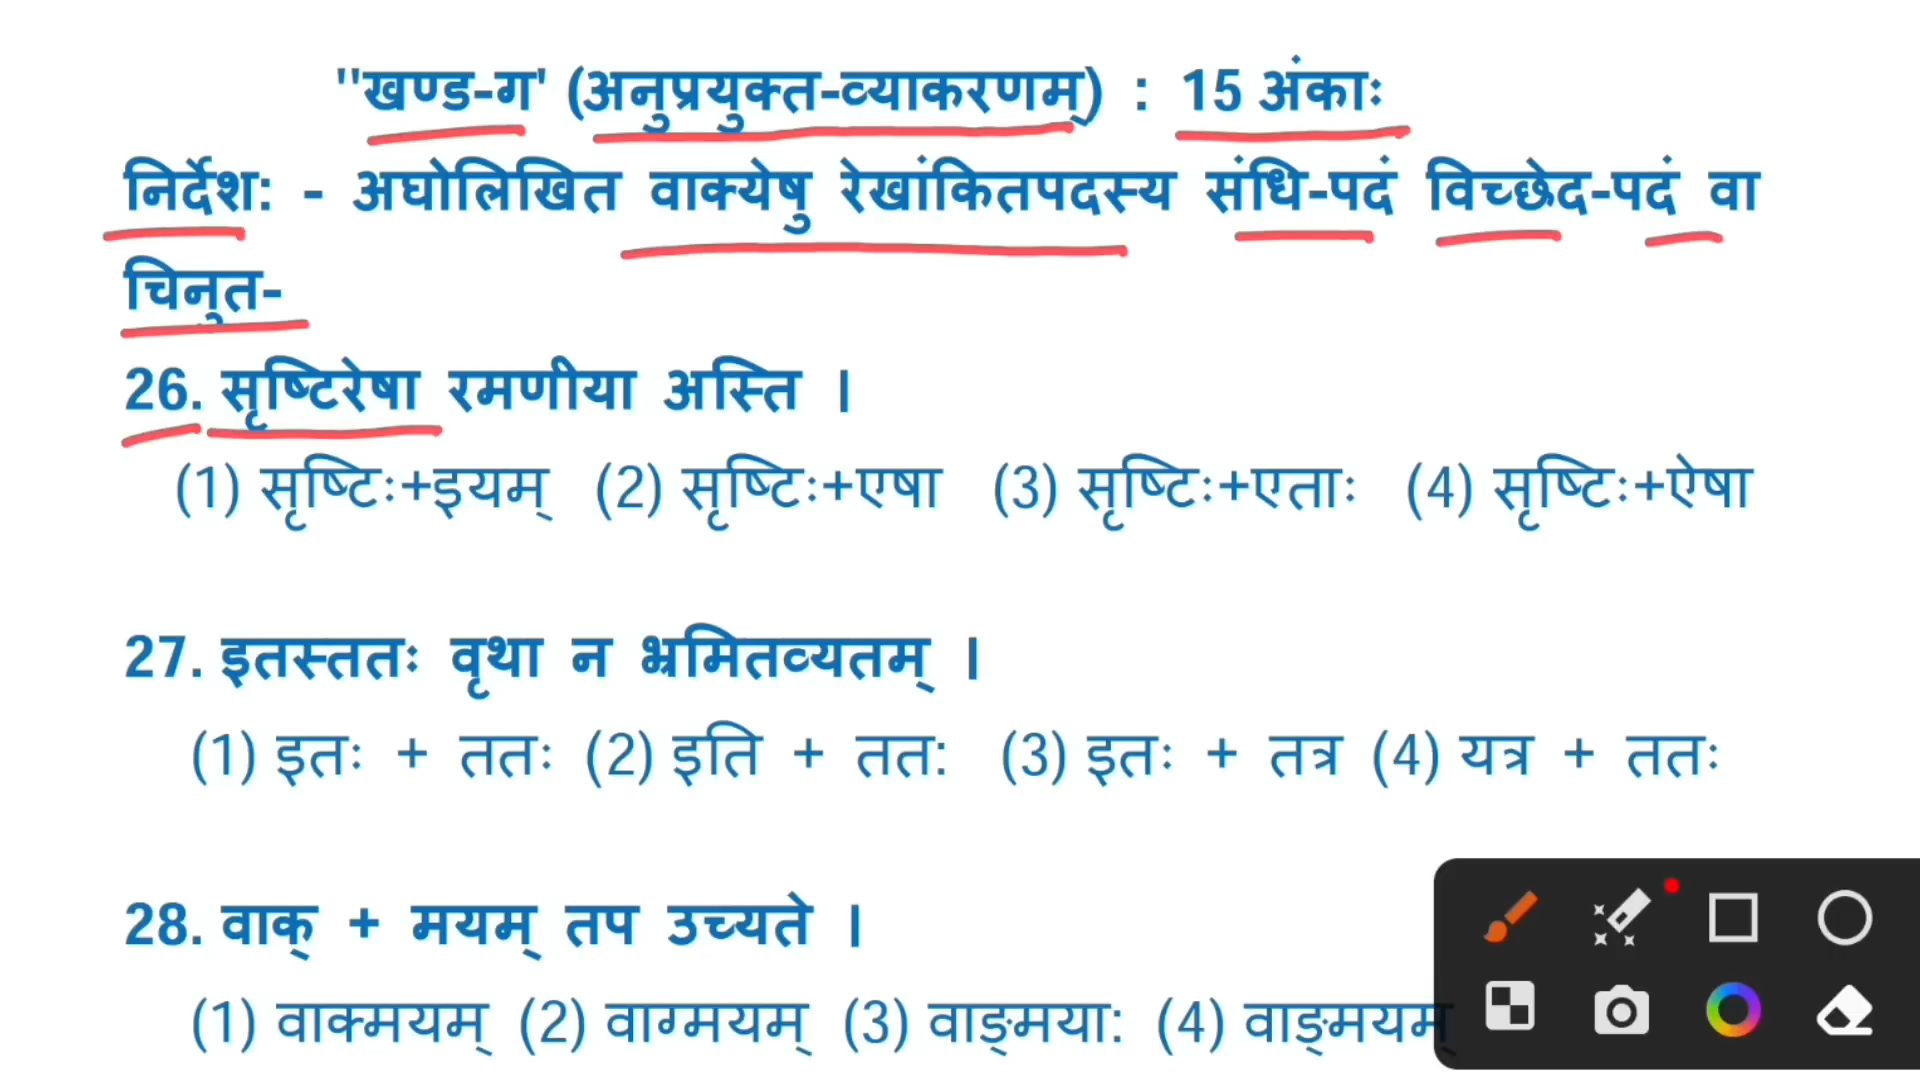 ''खण्ड-ग' (अनुप्रयुक्त-व्याकरणम्) : 15 अंकाः
निर्देश: - अघोलिखित वाक्येषु रेखांकितपदस्य संधि-पदं विच्छेद-पदं वा
चिनुत-
26. सृष्टिरेषा रमणीया अस्ति ।
(1) सृष्टिः+इयम् (2) सृष्टिः+एषा (3) सृष्टिः+एताः (4) सृष्टिः+ऐषा
27. इतस्ततः वृथा न भ्रमितव्यतम् ।
(1) इतः + ततः (2) इति + तत: (3) इतः + तत्र (4) यत्र + ततः
28. वाक् + मयम् तप उच्यते ।
(1) वाक्मयम् (2) वाग्मयम् (3) वाङ्मया: (4) वाङ्मयम्